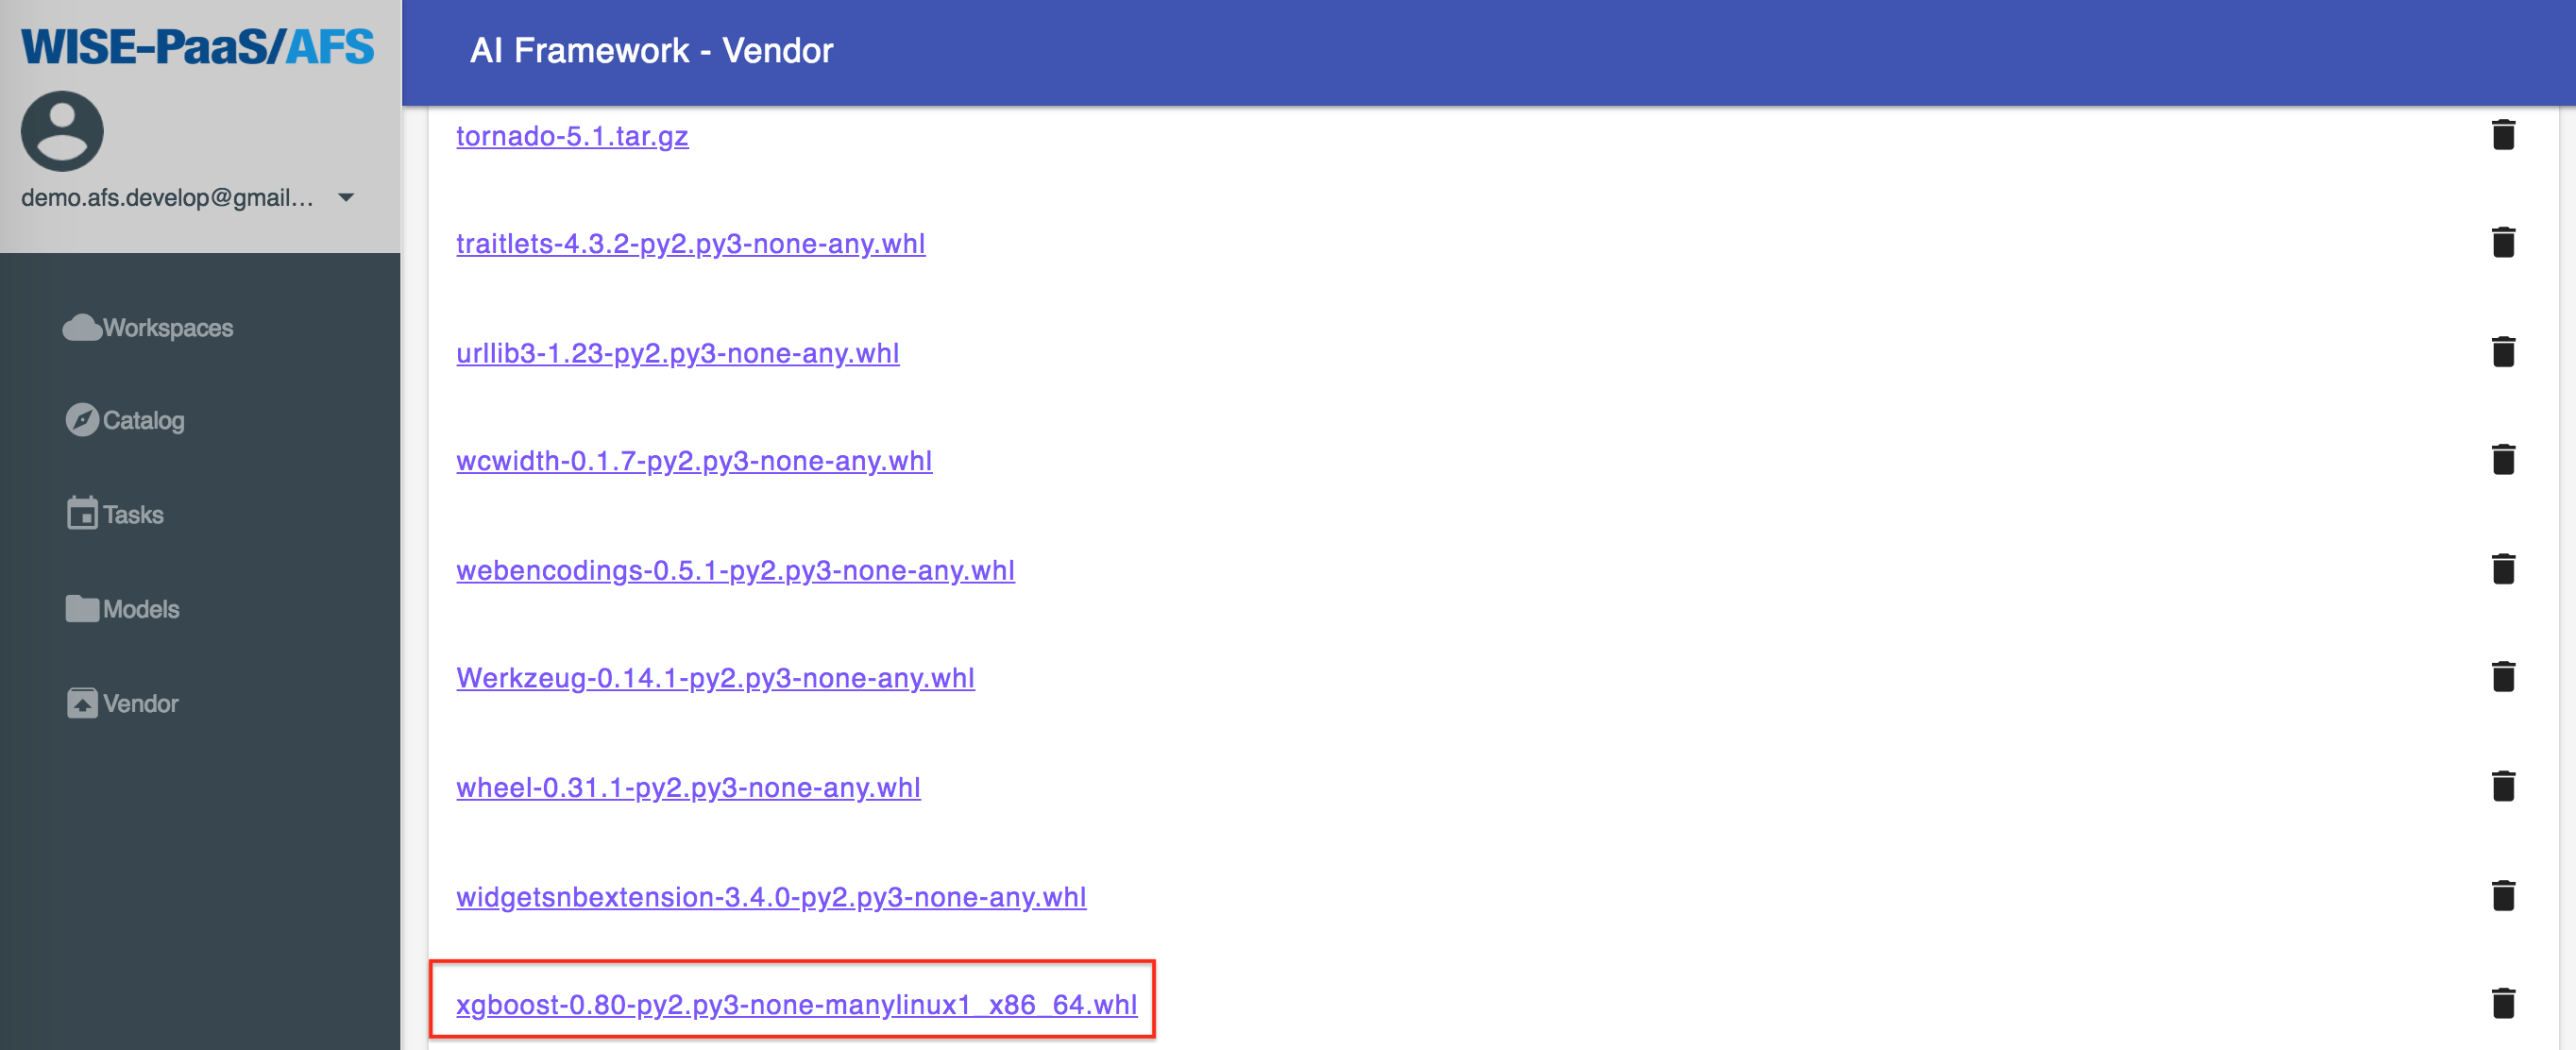 WISE-PaaS/AFS
demo.afs.develop@gmail...
Workspaces
Catalog
Tasks
Models
Vendor
AI Framework - Vendor
tornado-5.1.tar.gz
traitlets-4.3.2-py2.py3-none-any.whl
urllib3-1.23-py2.py3-none-any.whl
wcwidth-0.1.7-py2.py3-none-any.whl
webencodings-0.5.1-py2.py3-none-any.whl
Werkzeug-0.14.1-py2.py3-none-any.whl
wheel-0.31.1-py2.py3-none-any.whl
widgetsnbextension-3.4.0-py2.py3-none-any.whl
xgboost-0.80-py2.py3-none-manylinux1_x86_64.whl